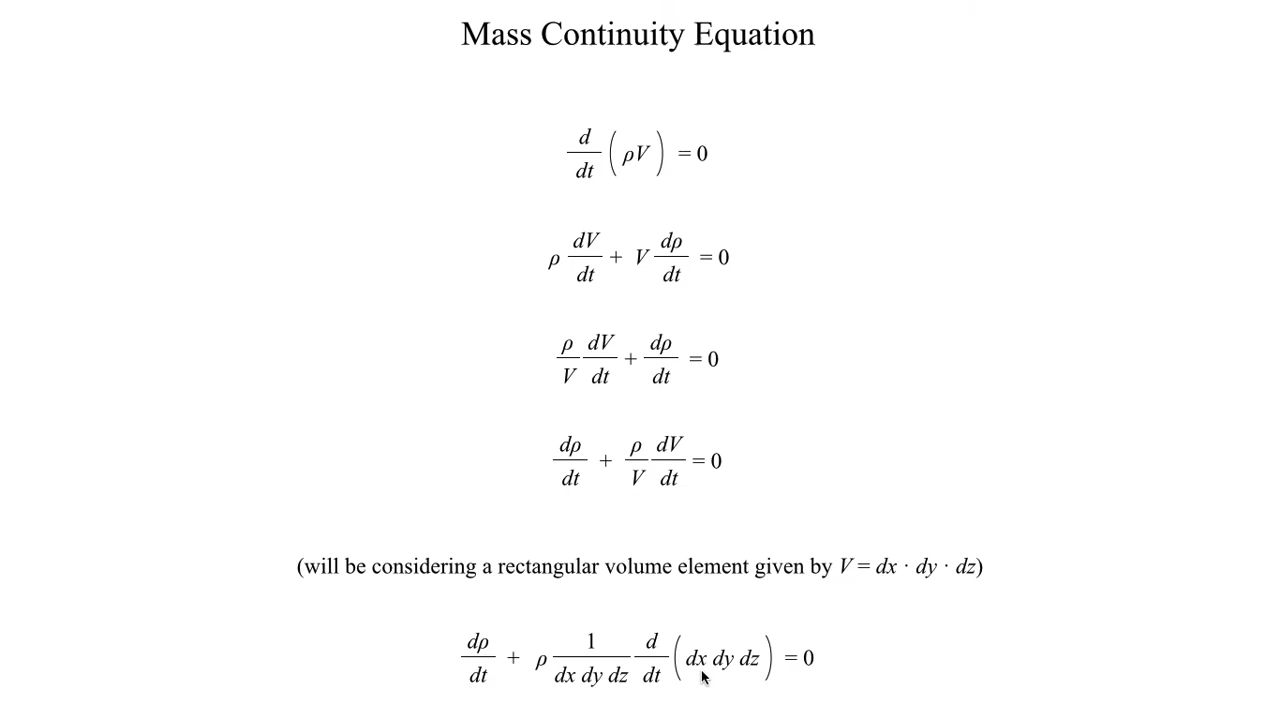 Mass Continuity Equation
d/dt (ρV) = 0
ρ dV/dt + V dρ/dt = 0
ρ/V dV/dt + dρ/dt = 0
dρ/dt + ρ/V dV/dt = 0
(will be considering a rectangular volume element given by V = dx · dy · dz)
dρ/dt + ρ 1/(dx dy dz) d/dt (dx dy dz) = 0